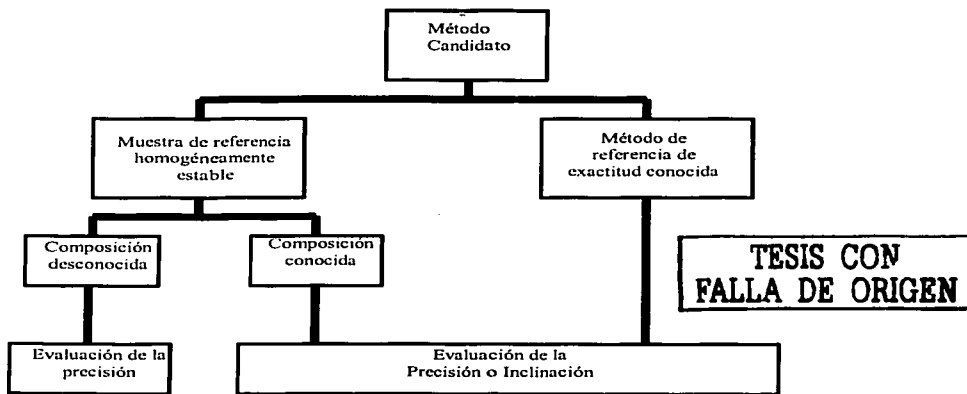 Método
Candidato
Muestra de referencia
homogéneamente
estable
Método de
referencia de
exactitud conocida
Composición
desconocida
Composición
conocida
TESIS CON
FALLA DE ORIGEN
Evaluación de la
precisión
Evaluación de la
Precisión o Inclinación